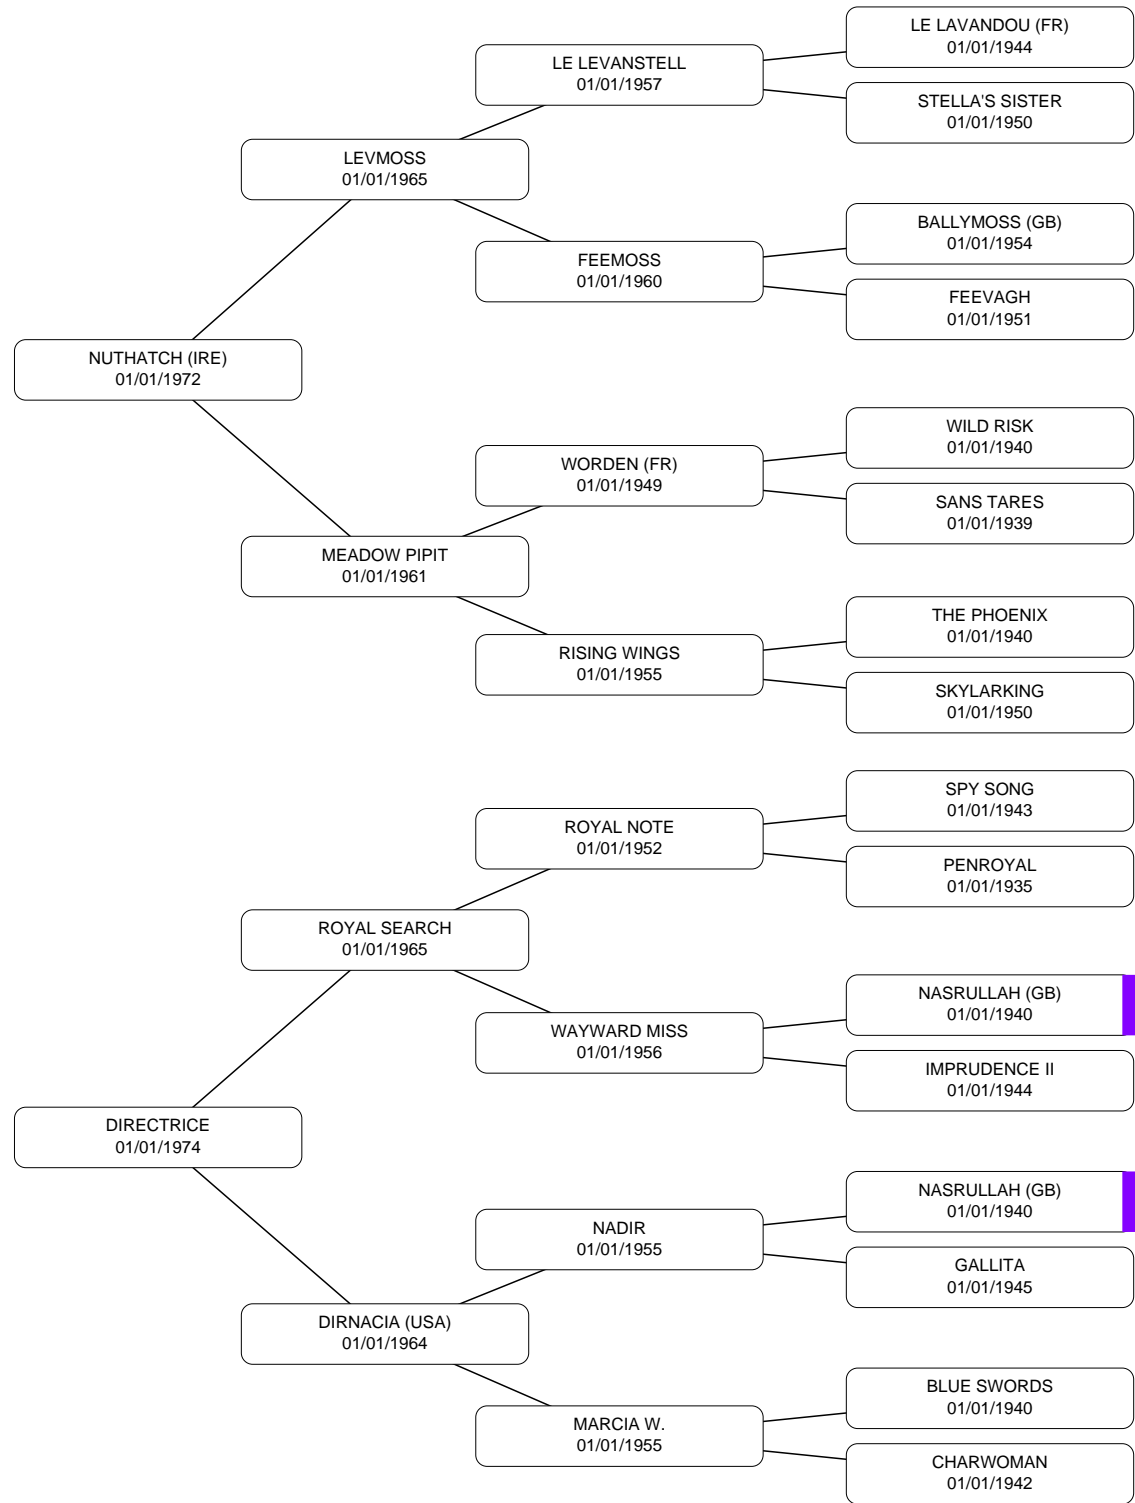 LE LAVANDOU (FR)
01/01/1944
LE LEVANSTELL
01/01/1957
STELLA'S SISTER
01/01/1950
LEVMOSS
01/01/1965
BALLYMOSS (GB)
01/01/1954
FEEMOSS
01/01/1960
FEEVAGH
01/01/1951
NUTHATCH (IRE)
01/01/1972
WILD RISK
01/01/1940
WORDEN (FR)
01/01/1949
SANS TARES
01/01/1939
MEADOW PIPIT
01/01/1961
THE PHOENIX
01/01/1940
RISING WINGS
01/01/1955
SKYLARKING
01/01/1950
SPY SONG
01/01/1943
ROYAL NOTE
01/01/1952
PENROYAL
01/01/1935
ROYAL SEARCH
01/01/1965
NASRULLAH (GB)
01/01/1940
WAYWARD MISS
01/01/1956
IMPRUDENCE II
01/01/1944
DIRECTRICE
01/01/1974
NASRULLAH (GB)
01/01/1940
NADIR
01/01/1955
GALLITA
01/01/1945
DIRNACIA (USA)
01/01/1964
BLUE SWORDS
01/01/1940
MARCIA W.
01/01/1955
CHARWOMAN
01/01/1942